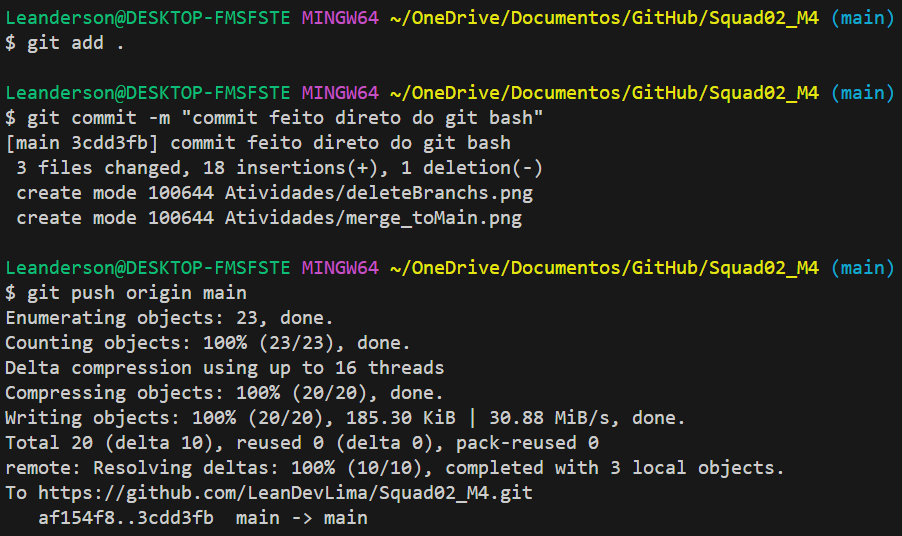 Leanderson@DESKTOP-FMSFSTE MINGW64 ~/OneDrive/Documentos/GitHub/Squad02_M4 (main)
$ git add .
Leanderson@DESKTOP-FMSFSTE MINGW64 ~/OneDrive/Documentos/GitHub/Squad02_M4 (main)
$ git commit -m "commit feito direto do git bash"
[main 3cdd3fb] commit feito direto do git bash
 3 files changed, 18 insertions(+), 1 deletion(-)
 create mode 100644 Atividades/deleteBranchs.png
 create mode 100644 Atividades/merge_toMain.png
Leanderson@DESKTOP-FMSFSTE MINGW64 ~/OneDrive/Documentos/GitHub/Squad02_M4 (main)
$ git push origin main
Enumerating objects: 23, done.
Counting objects: 100% (23/23), done.
Delta compression using up to 16 threads
Compressing objects: 100% (20/20), done.
Writing objects: 100% (20/20), 185.30 KiB | 30.88 MiB/s, done.
Total 20 (delta 10), reused 0 (delta 0), pack-reused 0
remote: Resolving deltas: 100% (10/10), completed with 3 local objects.
To https://github.com/LeanDevLima/Squad02_M4.git
   af154f8..3cdd3fb  main -> main